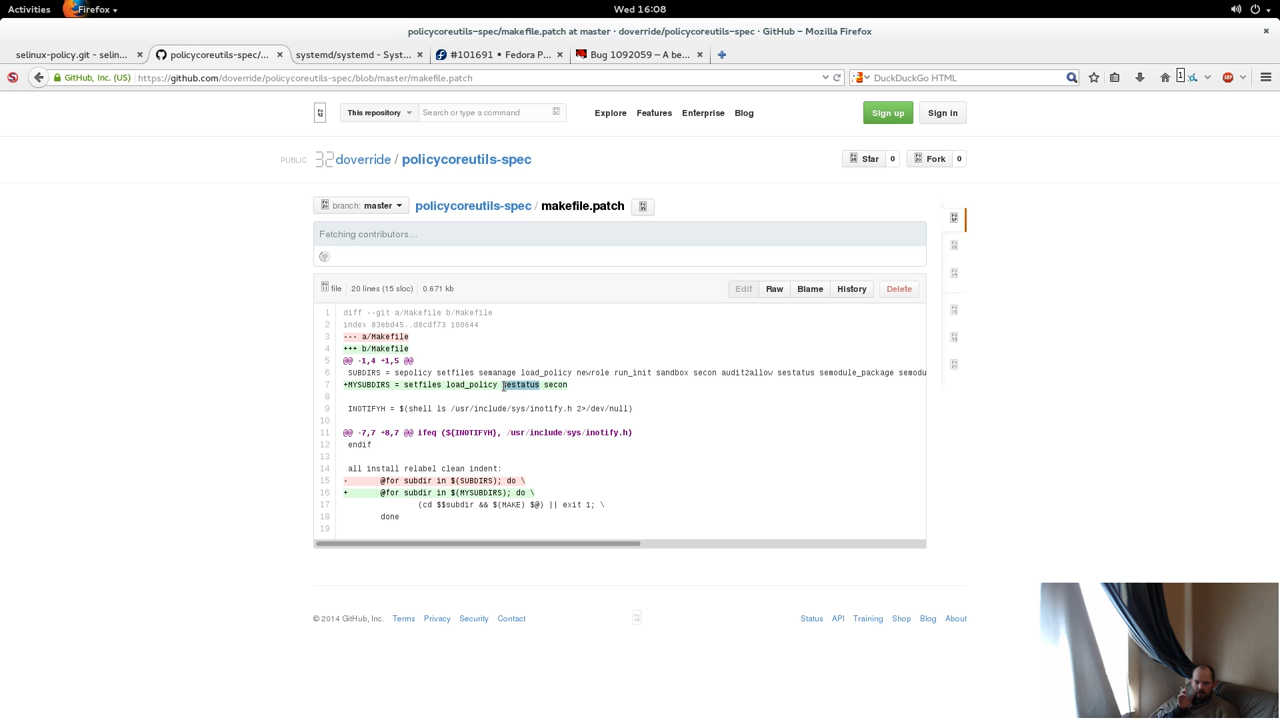 Activities Firefox Wed 16:08
policycoreutils-spec/makefile.patch at master · doverride/policycoreutils-spec · GitHub - Mozilla Firefox
selinux-policy.git - selin... policycoreutils-spec/... systemd/systemd - Syst... #101691 • Fedora P... Bug 1092059 – A be...
GitHub, Inc. (US) https://github.com/doverride/policycoreutils-spec/blob/master/makefile.patch DuckDuckGo HTML 1
This repository Search or type a command Explore Features Enterprise Blog Sign up Sign in
PUBLIC doverride / policycoreutils-spec Star 0 Fork 0
branch: master policycoreutils-spec / makefile.patch
Fetching contributors…
file 20 lines (15 sloc) 0.671 kb Edit Raw Blame History Delete
1 diff --git a/Makefile b/Makefile
2 index 83ebd45..d8cdf73 100644
3 --- a/Makefile
4 +++ b/Makefile
5 @@ -1,4 +1,5 @@
6 SUBDIRS = sepolicy setfiles semanage load_policy newrole run_init sandbox secon audit2allow sestatus semodule_package semodu
7 +MYSUBDIRS = setfiles load_policy sestatus secon
8
9 INOTIFYH = $(shell ls /usr/include/sys/inotify.h 2>/dev/null)
10
11 @@ -7,7 +8,7 @@ ifeq (${INOTIFYH}, /usr/include/sys/inotify.h)
12 endif
13
14 all install relabel clean indent:
15 - @for subdir in $(SUBDIRS); do \
16 + @for subdir in $(MYSUBDIRS); do \
17 (cd $$subdir && $(MAKE) $@) || exit 1; \
18 done
19
© 2014 GitHub, Inc. Terms Privacy Security Contact Status API Training Shop Blog About